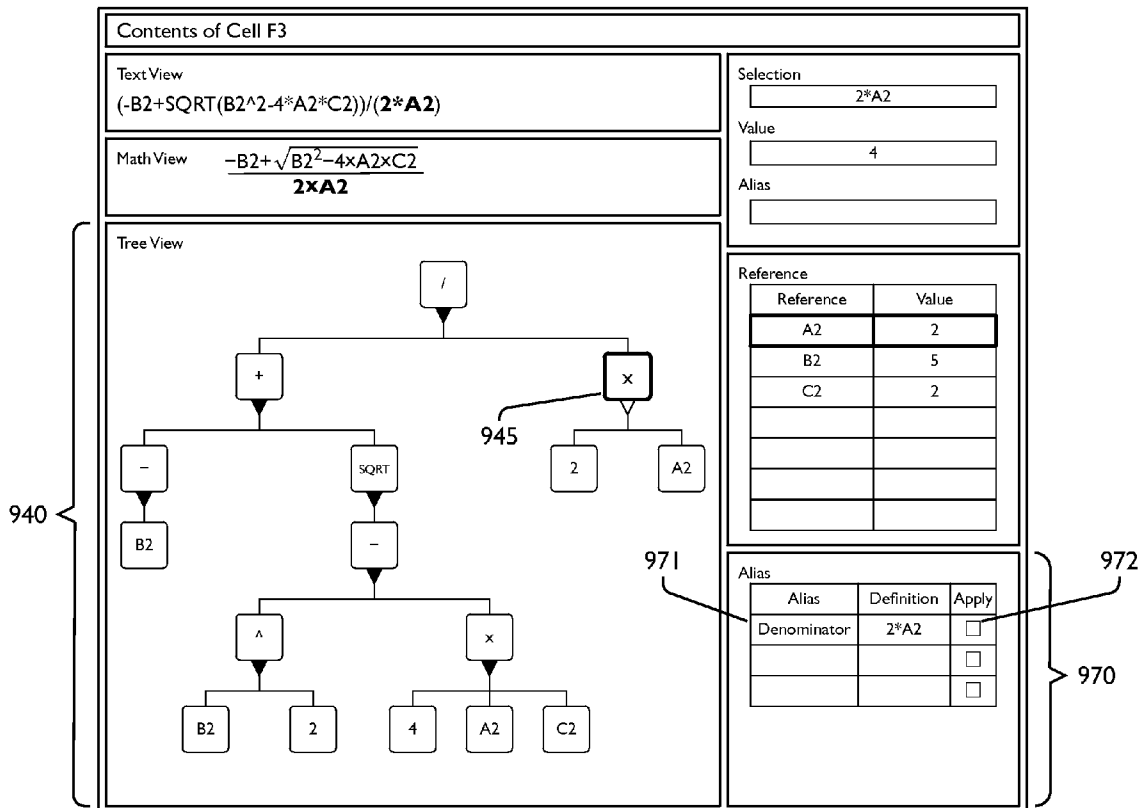 Contents of Cell F3
Text View
(-B2+SQRT(B2^2-4*A2*C2))/(2*A2)
Math View
−B2+√B2²−4×A2×C2
2×A2
Tree View
/
+
x
945
−
SQRT
2
A2
B2
−
^
x
B2
2
4
A2
C2
940
Selection
2*A2
Value
4
Alias
Reference
Reference Value
A2 2
B2 5
C2 2
971
972
Alias
Alias Definition Apply
Denominator 2*A2
970